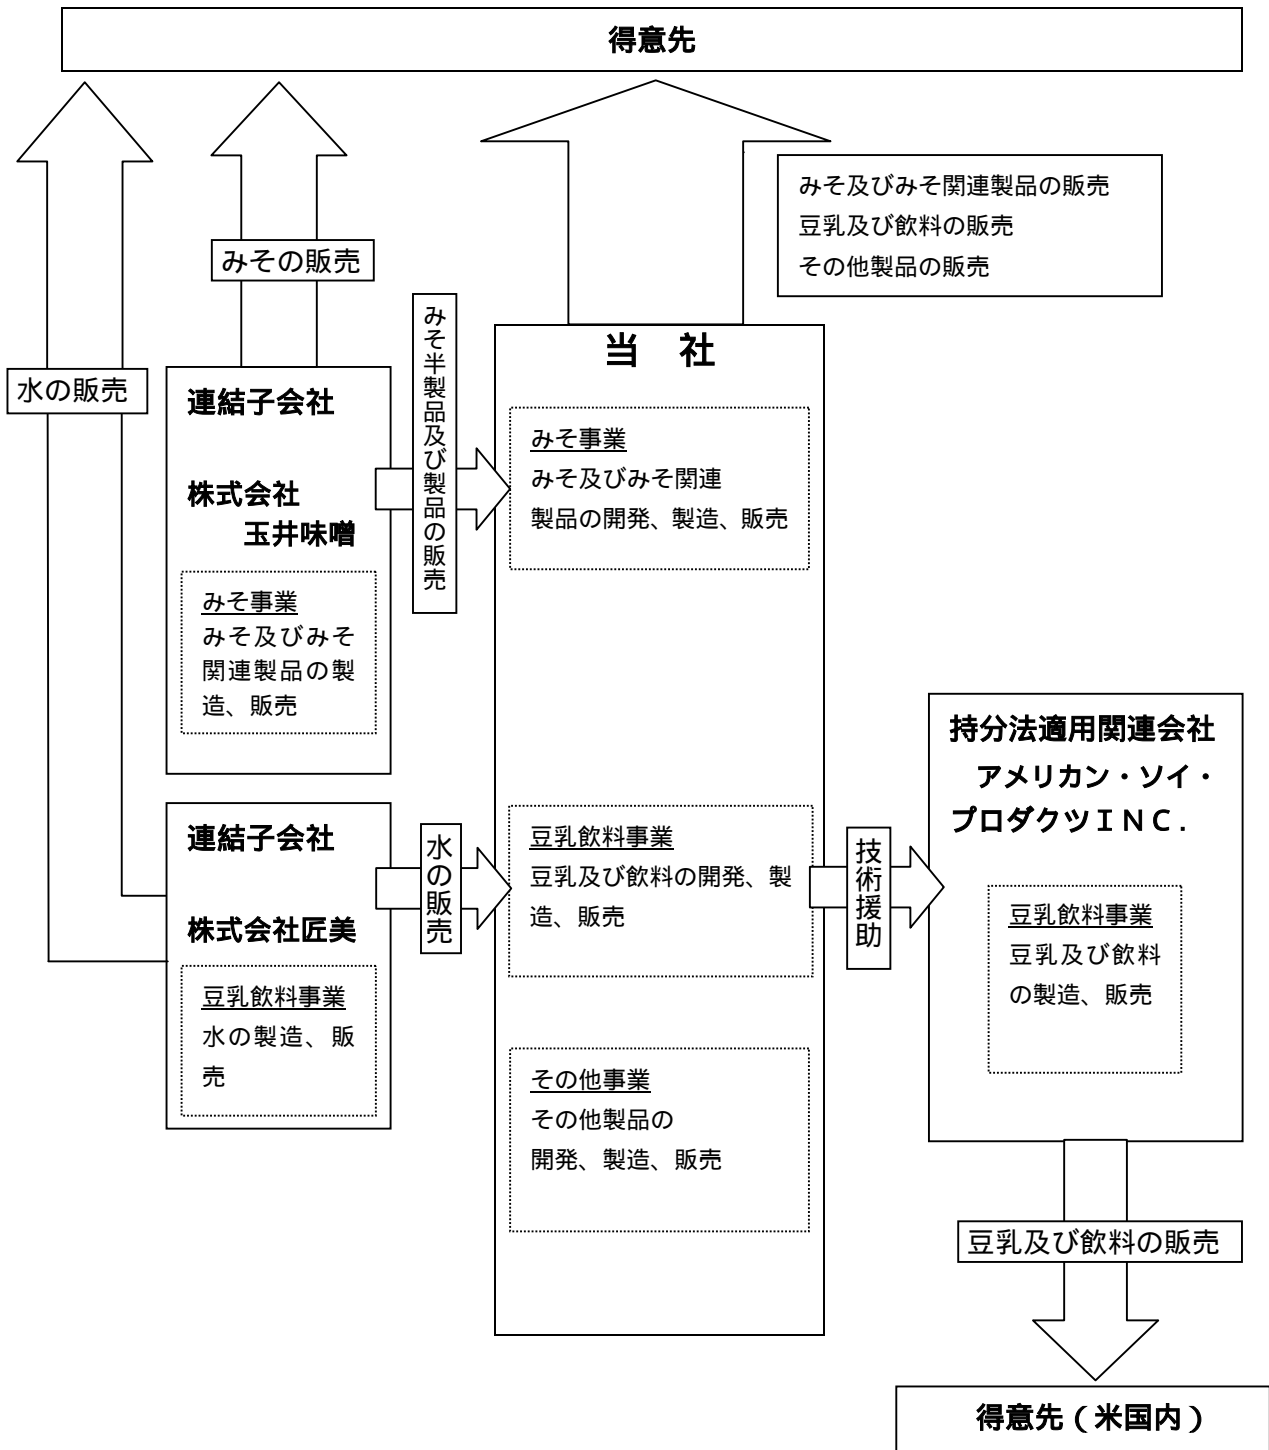 得意先
みそ及びみそ関連製品の販売
豆乳及び飲料の販売
その他製品の販売
みその販売
水の販売
みそ半製品及び製品の販売
当　社
連結子会社
株式会社
玉井味噌
みそ事業
みそ及びみそ
関連製品の製
造、販売
みそ事業
みそ及びみそ関連
製品の開発、製造、販売
連結子会社
株式会社匠美
豆乳飲料事業
水の製造、販
売
水の販売
豆乳飲料事業
豆乳及び飲料の開発、製
造、販売
その他事業
その他製品の
開発、製造、販売
技術援助
持分法適用関連会社
アメリカン・ソイ・
プロダクツＩＮＣ．
豆乳飲料事業
豆乳及び飲料
の製造、販売
豆乳及び飲料の販売
得意先（米国内）